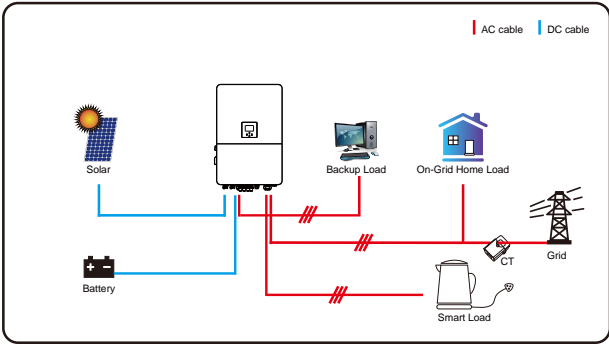 AC cable
DC cable
Solar
Backup Load
On-Grid Home Load
CT
Grid
Battery
Smart Load